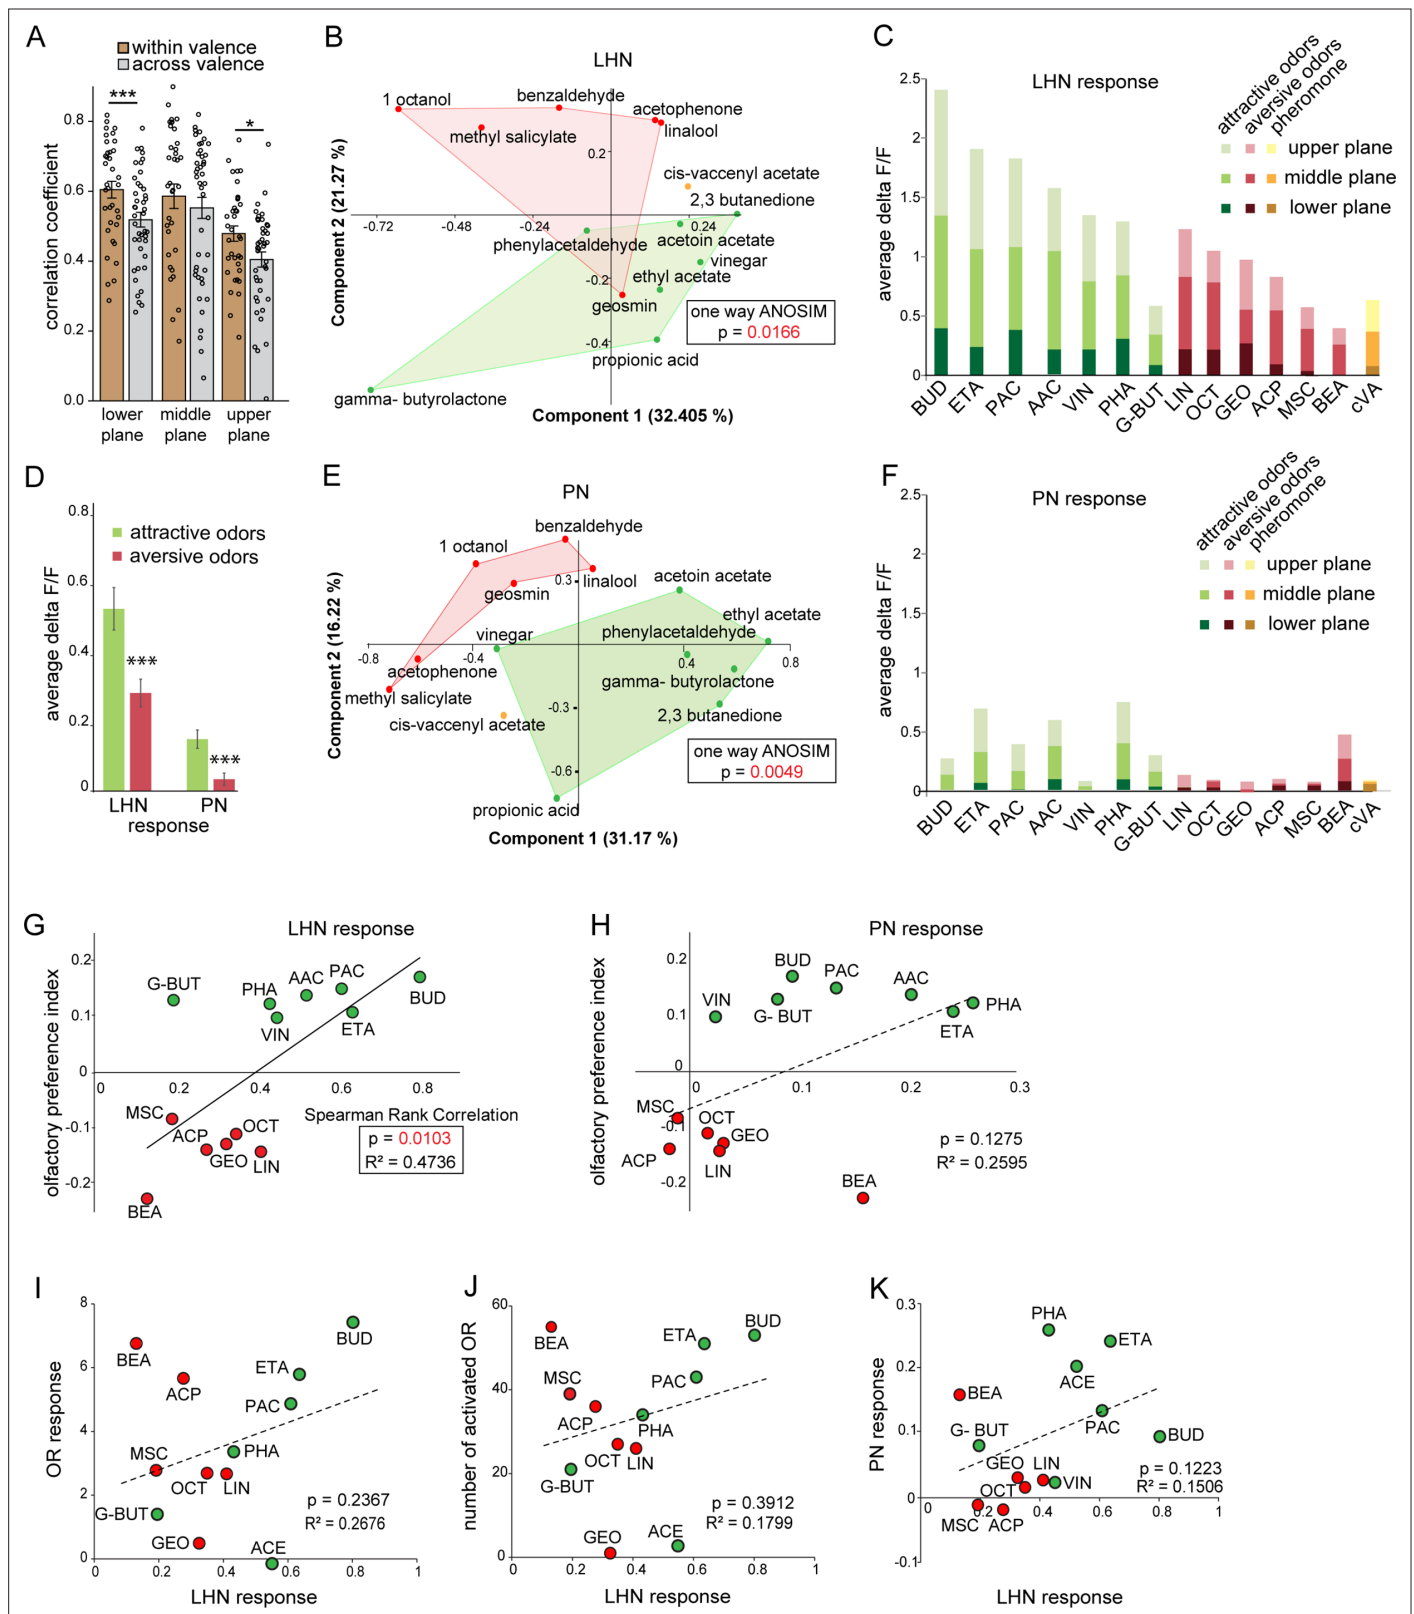 A
within valence
across valence
***
*
0.8
0.6
0.4
0.2
0.0
correlation coefficient
lower plane
middle plane
upper plane
B
LHN
1 octanol
benzaldehyde
acetophenone
methyl salicylate
linalool
0.2
cis-vaccenyl acetate
2,3 butanedione
-0.72
-0.48
-0.24
0.24
phenylacetaldehyde
acetoin acetate
vinegar
-0.2
ethyl acetate
geosmin
one way ANOSIM
p = 0.0166
-0.4
propionic acid
gamma- butyrolactone
Component 1 (32.405 %)
Component 2 (21.27 %)
C
LHN response
attractive odors
aversive odors
pheromone
upper plane
middle plane
lower plane
2.5
2
1.5
1
0.5
0
average delta F/F
BUD
ETA
PAC
AAC
VIN
PHA
G-BUT
LIN
OCT
GEO
ACP
MSC
BEA
cVA
D
attractive odors
aversive odors
0.8
0.6
0.4
0.2
0
average delta F/F
***
***
LHN
PN
response
E
PN
benzaldehyde
1 octanol
0.3
linalool
geosmin
acetoin acetate
ethyl acetate
vinegar
phenylacetaldehyde
-0.8
-0.4
0.4
0.8
acetophenone
methyl salicylate
gamma- butyrolactone
cis-vaccenyl acetate
-0.3
2,3 butanedione
one way ANOSIM
p = 0.0049
-0.6
propionic acid
Component 1 (31.17 %)
Component 2 (16.22 %)
F
PN response
attractive odors
aversive odors
pheromone
upper plane
middle plane
lower plane
2.5
2
1.5
1
0.5
0
average delta F/F
BUD
ETA
PAC
AAC
VIN
PHA
G-BUT
LIN
OCT
GEO
ACP
MSC
BEA
cVA
G
LHN response
0.2
0.1
0
-0.1
-0.2
olfactory preference index
G-BUT
PHA
AAC
PAC
BUD
VIN
ETA
0
0.2
0.4
0.6
0.8
MSC
ACP
OCT
GEO
LIN
BEA
Spearman Rank Correlation
p = 0.0103
R² = 0.4736
H
PN response
0.2
0.1
0
-0.1
-0.2
olfactory preference index
VIN
BUD
G- BUT
PAC
AAC
PHA
ETA
0
0.1
0.2
0.3
MSC
OCT
GEO
ACP
LIN
BEA
p = 0.1275
R² = 0.2595
I
8
6
4
2
0
OR response
BEA
ACP
BUD
ETA
PAC
MSC
PHA
OCT
LIN
G-BUT
GEO
ACE
p = 0.2367
R² = 0.2676
0
0.2
0.4
0.6
0.8
1
LHN response
J
60
40
20
0
number of activated OR
BEA
ETA
BUD
MSC
PAC
ACP
PHA
OCT
LIN
G-BUT
GEO
ACE
p = 0.3912
R² = 0.1799
0
0.2
0.4
0.6
0.8
1
LHN response
K
0.3
0.2
0.1
0
-0.1
PN response
PHA
ETA
ACE
BEA
PAC
G- BUT
BUD
GEO
LIN
OCT
VIN
MSC
ACP
p = 0.1223
R² = 0.1506
0
0.2
0.4
0.6
0.8
1
LHN response